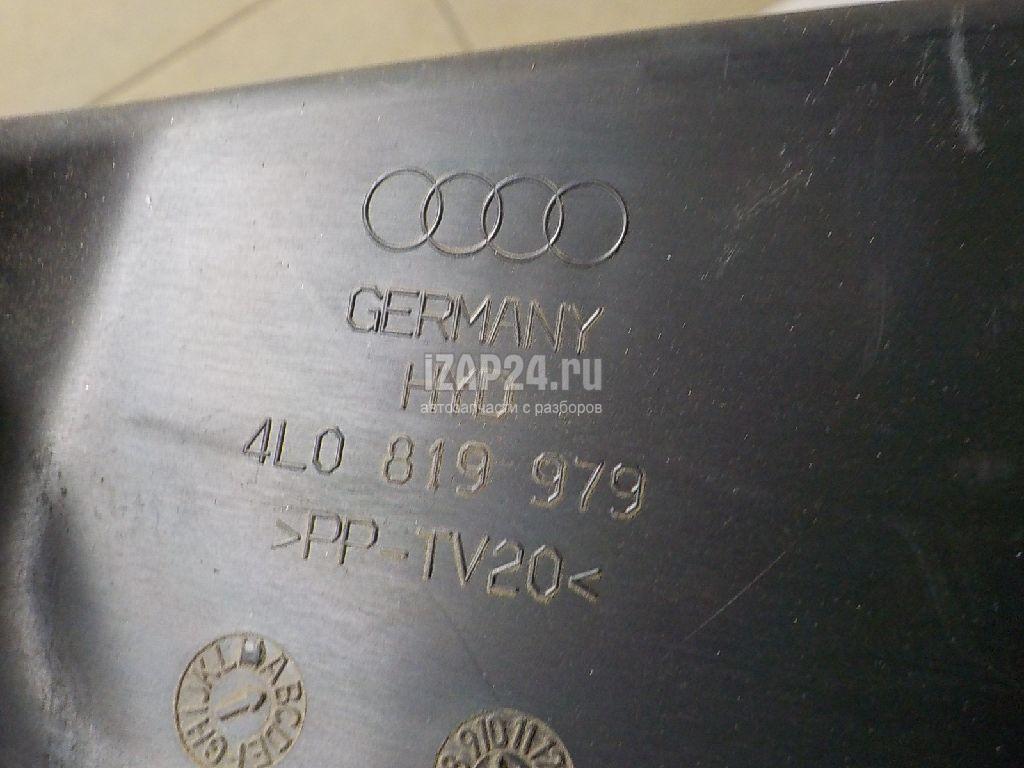 GERMANY
iZAP24.ru
автозапчасти с разборов
4L0 819 979
>PP-TV20<